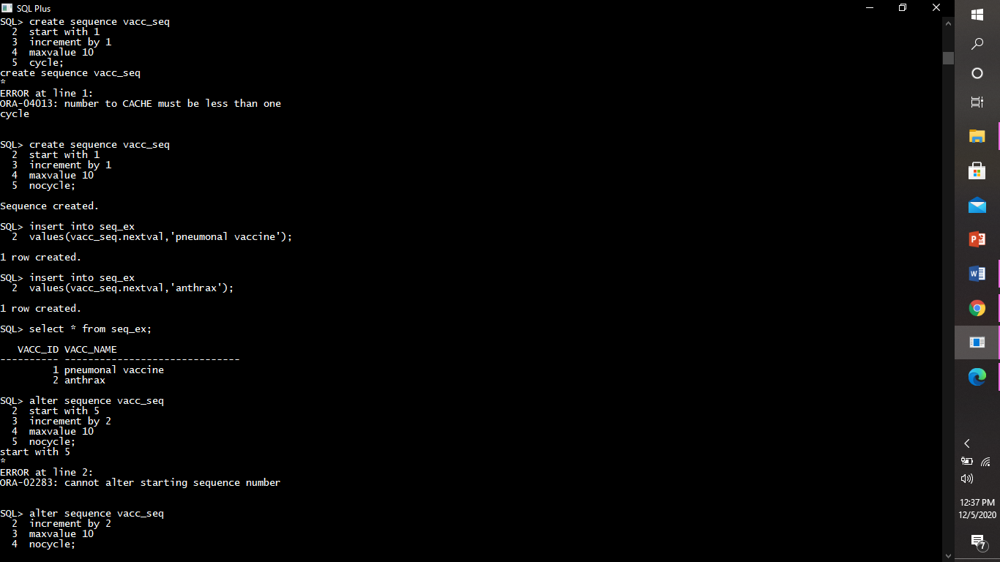 SQL Plus
SQL> create sequence vacc_seq
  2  start with 1
  3  increment by 1
  4  maxvalue 10
  5  cycle;
create sequence vacc_seq
*
ERROR at line 1:
ORA-04013: number to CACHE must be less than one
cycle
SQL> create sequence vacc_seq
  2  start with 1
  3  increment by 1
  4  maxvalue 10
  5  nocycle;
Sequence created.
SQL> insert into seq_ex
  2  values(vacc_seq.nextval,'pneumonal vaccine');
1 row created.
SQL> insert into seq_ex
  2  values(vacc_seq.nextval,'anthrax');
1 row created.
SQL> select * from seq_ex;
   VACC_ID VACC_NAME
---------- ------------------------------
         1 pneumonal vaccine
         2 anthrax
SQL> alter sequence vacc_seq
  2  start with 5
  3  increment by 2
  4  maxvalue 10
  5  nocycle;
start with 5
*
ERROR at line 2:
ORA-02283: cannot alter starting sequence number
SQL> alter sequence vacc_seq
  2  increment by 2
  3  maxvalue 10
  4  nocycle;
P
W
12:37 PM
12/5/2020
7